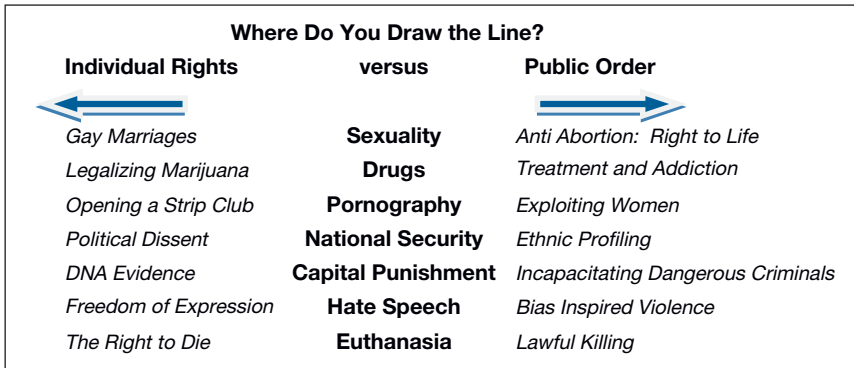 Where Do You Draw the Line?
Individual Rights versus Public Order
Gay Marriages Sexuality Anti Abortion: Right to Life
Legalizing Marijuana Drugs Treatment and Addiction
Opening a Strip Club Pornography Exploiting Women
Political Dissent National Security Ethnic Profiling
DNA Evidence Capital Punishment Incapacitating Dangerous Criminals
Freedom of Expression Hate Speech Bias Inspired Violence
The Right to Die Euthanasia Lawful Killing